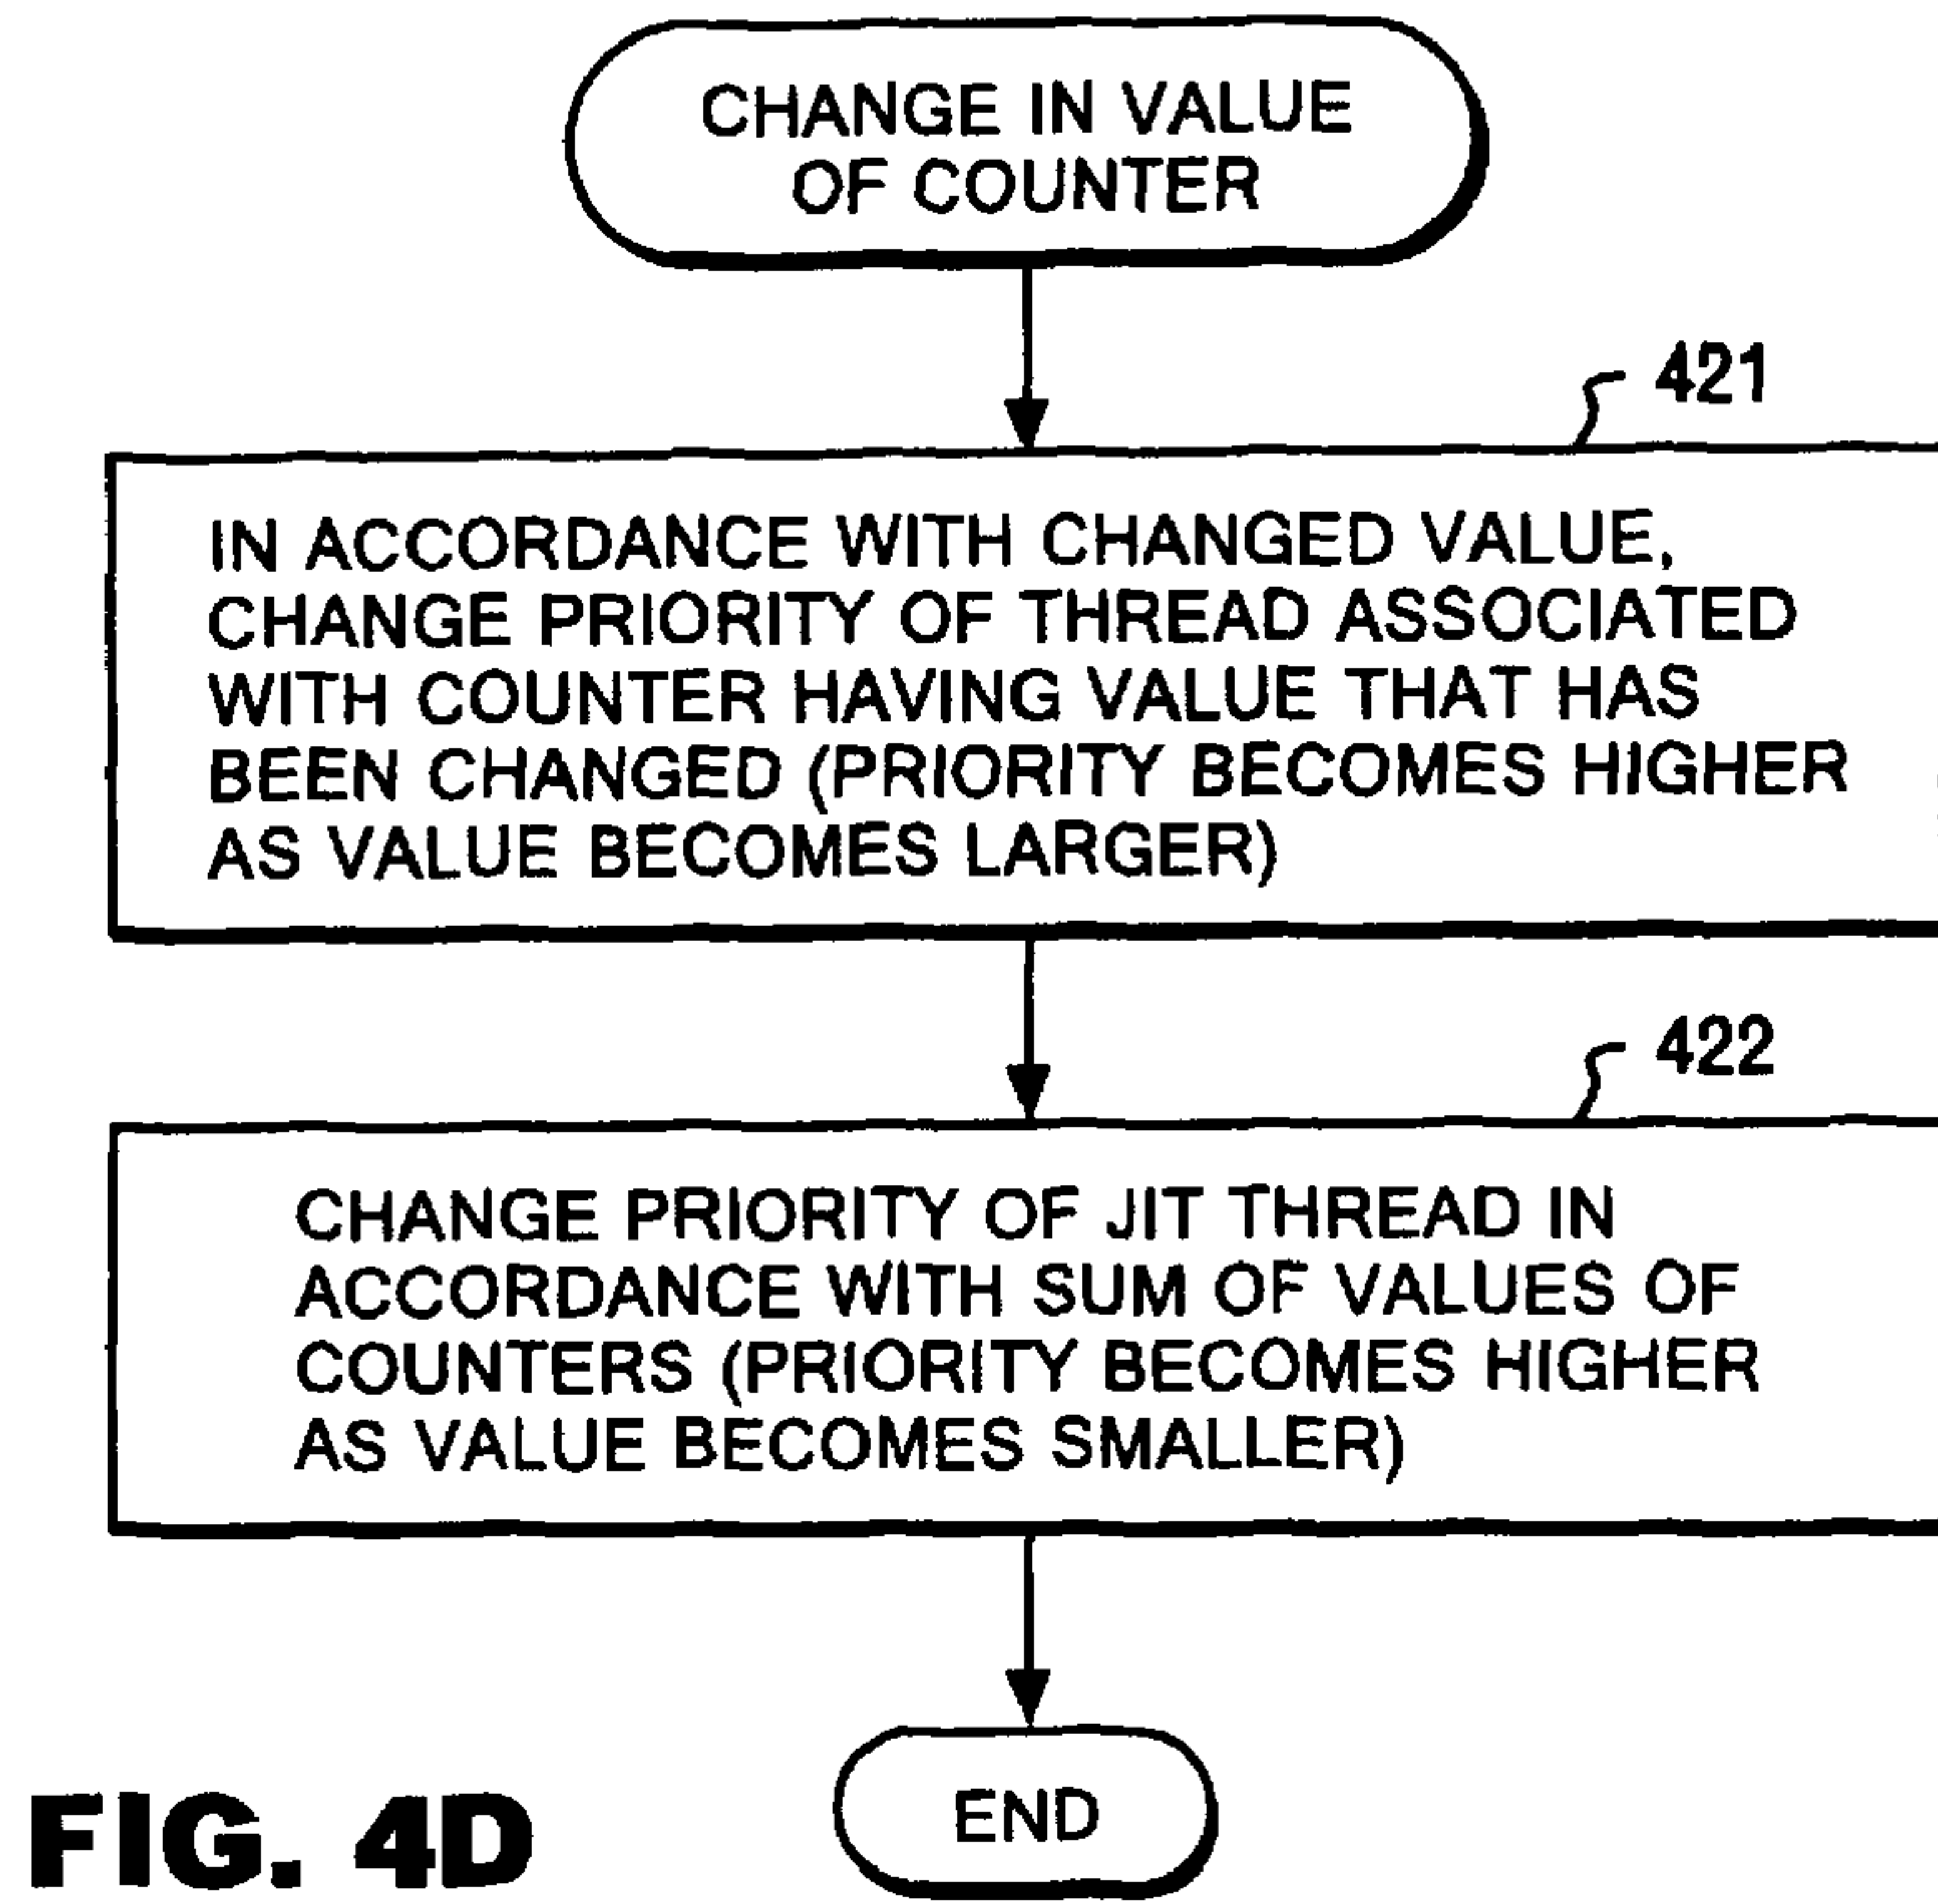 CHANGE IN VALUE
OF COUNTER
421
IN ACCORDANCE WITH CHANGED VALUE,
CHANGE PRIORITY OF THREAD ASSOCIATED
WITH COUNTER HAVING VALUE THAT HAS
BEEN CHANGED (PRIORITY BECOMES HIGHER
AS VALUE BECOMES LARGER)
422
CHANGE PRIORITY OF JIT THREAD IN
ACCORDANCE WITH SUM OF VALUES OF
COUNTERS (PRIORITY BECOMES HIGHER
AS VALUE BECOMES SMALLER)
END
FIG. 4D